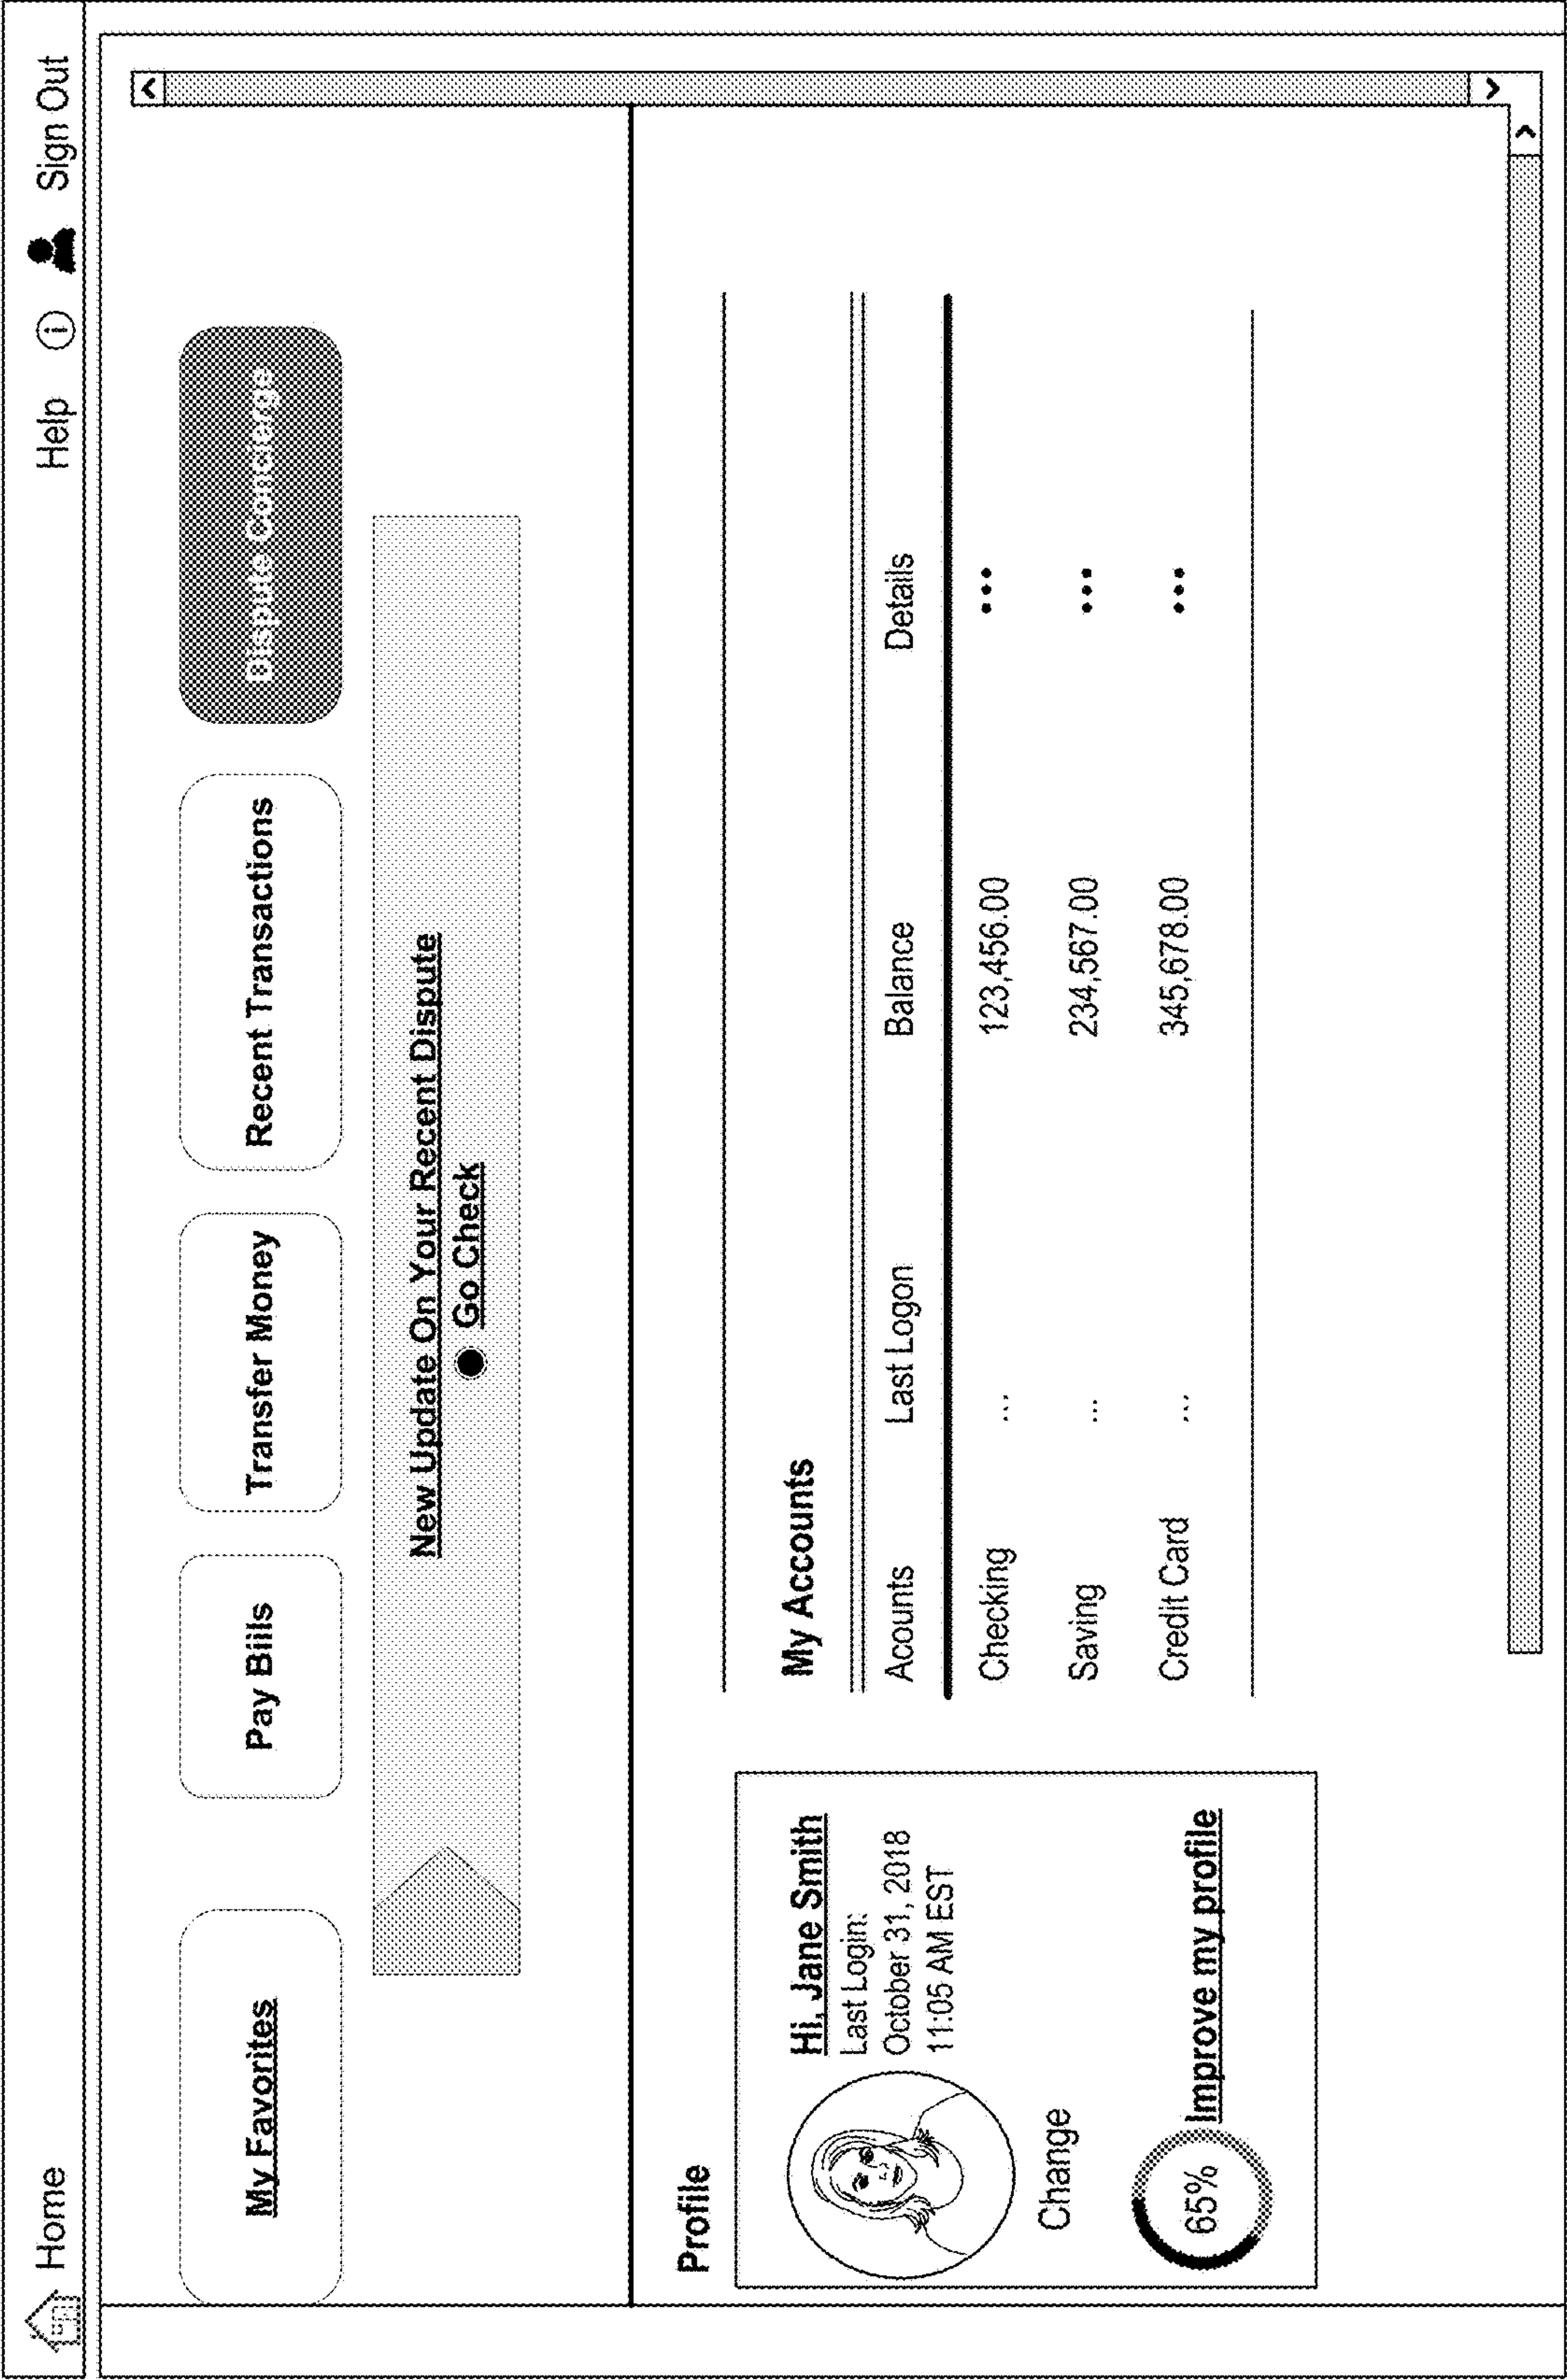 Home Help i Sign Out
My Favorites Pay Bills Transfer Money Recent Transactions Dispute Concierge
New Update On Your Recent Dispute
Go Check
Profile
Hi, Jane Smith
Last Login:
October 31, 2018
11:05 AM EST
Change
65% Improve my profile
My Accounts
Acounts Last Logon Balance Details
Checking ... 123,456.00 •••
Saving ... 234,567.00 •••
Credit Card ... 345,678.00 •••